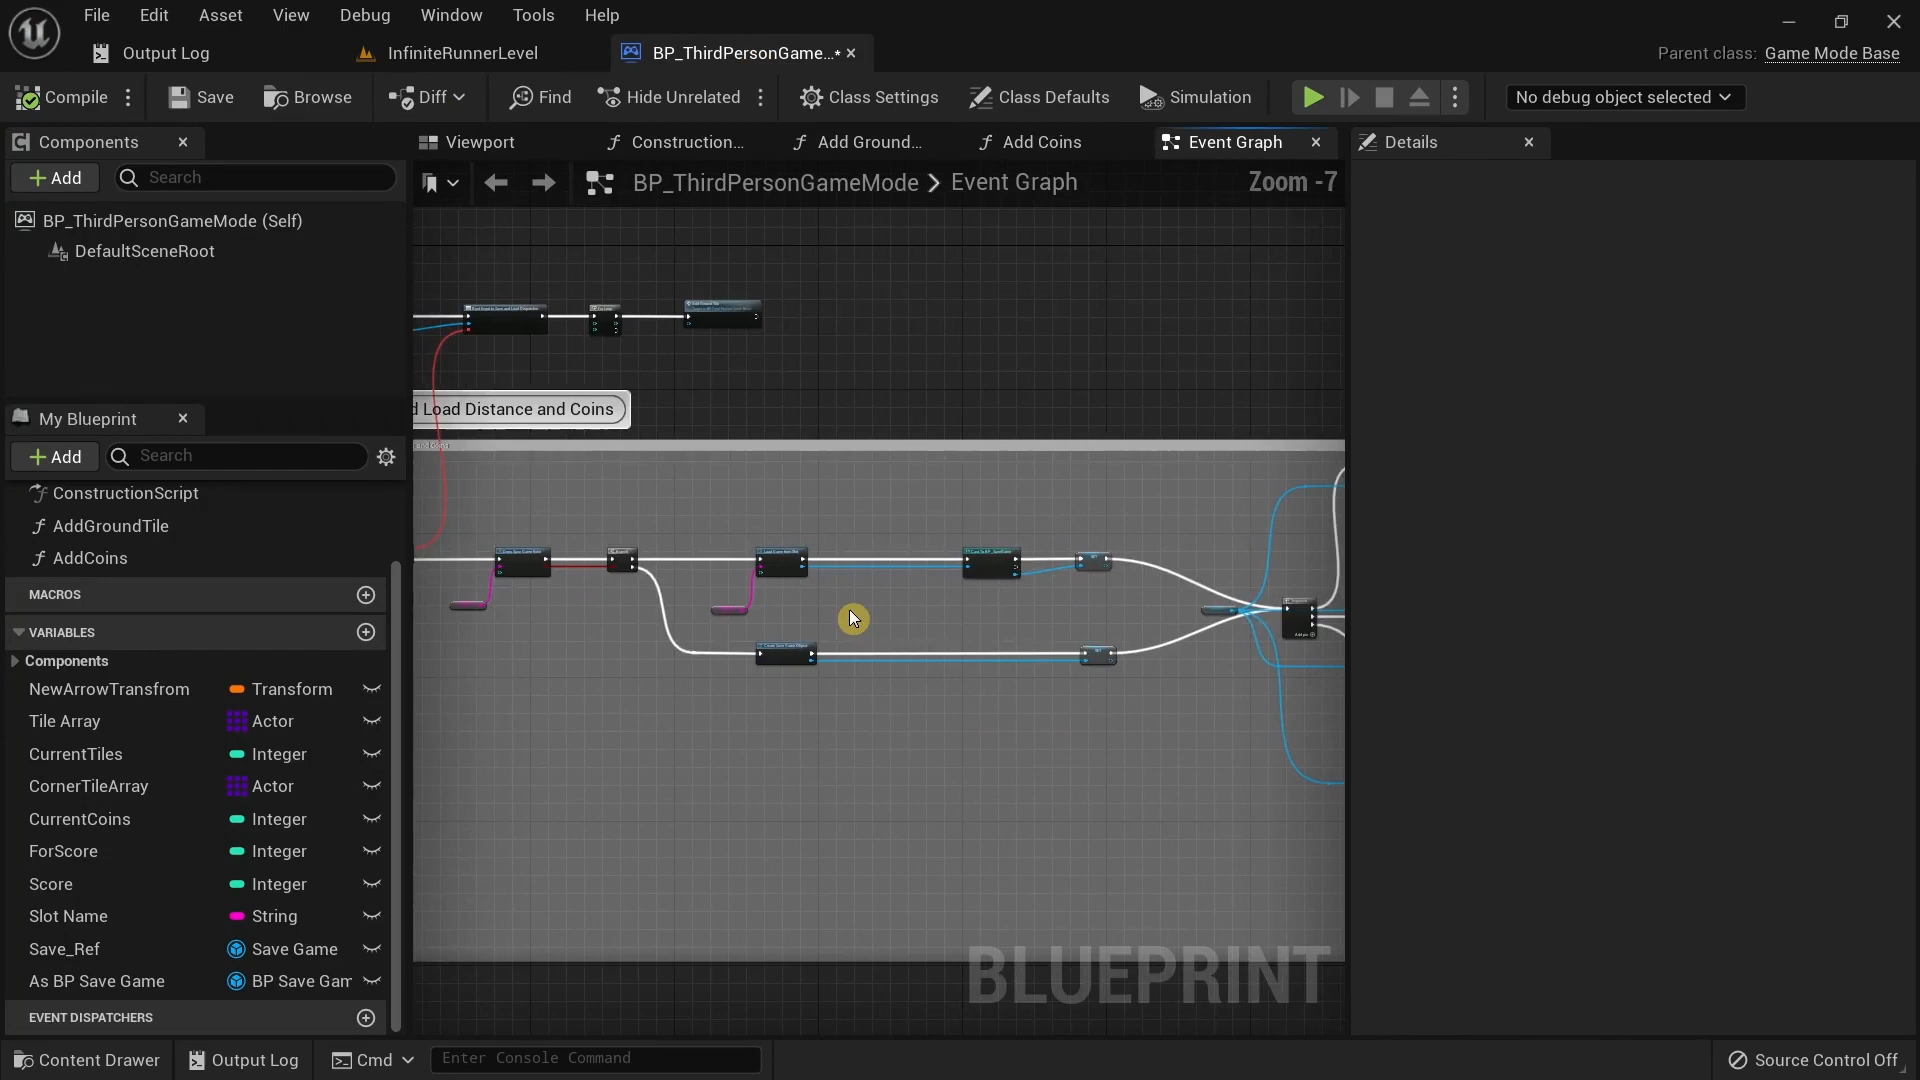 File Edit Asset View Debug Window Tools Help
Output Log InfiniteRunnerLevel BP_ThirdPersonGame...* Parent class: Game Mode Base
Compile Save Browse Diff Find Hide Unrelated Class Settings Class Defaults Simulation No debug object selected
Components Viewport Construction... Add Ground... Add Coins Event Graph Details
Add Search BP_ThirdPersonGameMode > Event Graph Zoom -7
BP_ThirdPersonGameMode (Self)
DefaultSceneRoot
d Load Distance and Coins
My Blueprint
Add Search
ConstructionScript
AddGroundTile
AddCoins
MACROS
VARIABLES
Components
NewArrowTransfrom Transform
Tile Array Actor
CurrentTiles Integer
CornerTileArray Actor
CurrentCoins Integer
ForScore Integer
Score Integer
Slot Name String
Save_Ref Save Game
As BP Save Game BP Save Gam
EVENT DISPATCHERS
BLUEPRINT
Content Drawer Output Log Cmd Enter Console Command Source Control Off